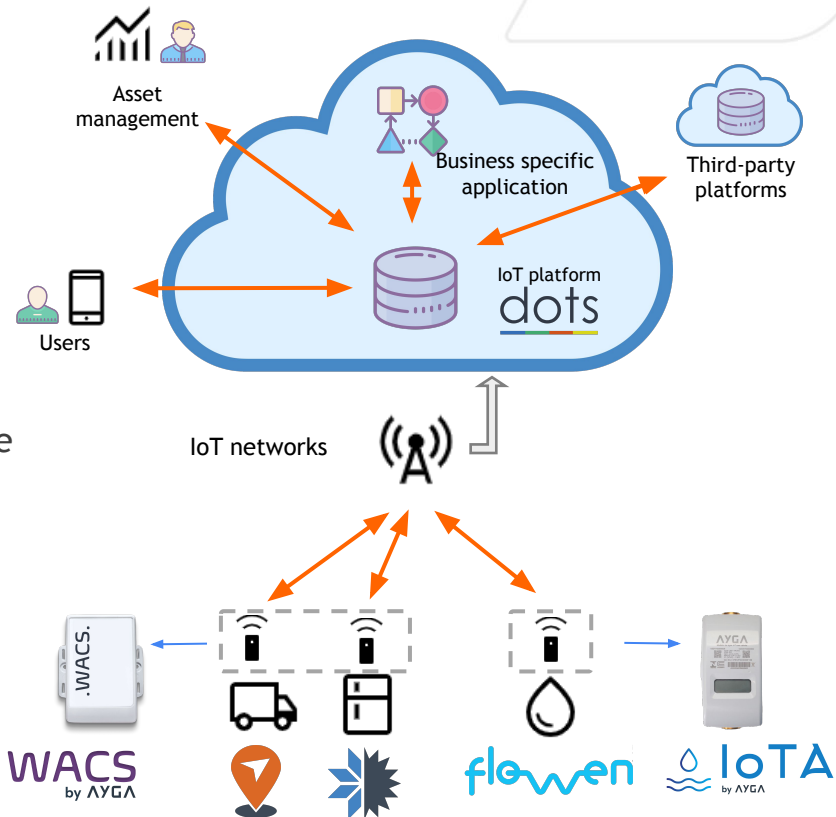 Asset
management
Business specific
application
Third-party
platforms
IoT platform
dots
Users
e
IoT networks
.WACS.
AYGA
WACS
by AYGA
flowen
IoTA
by AYGA